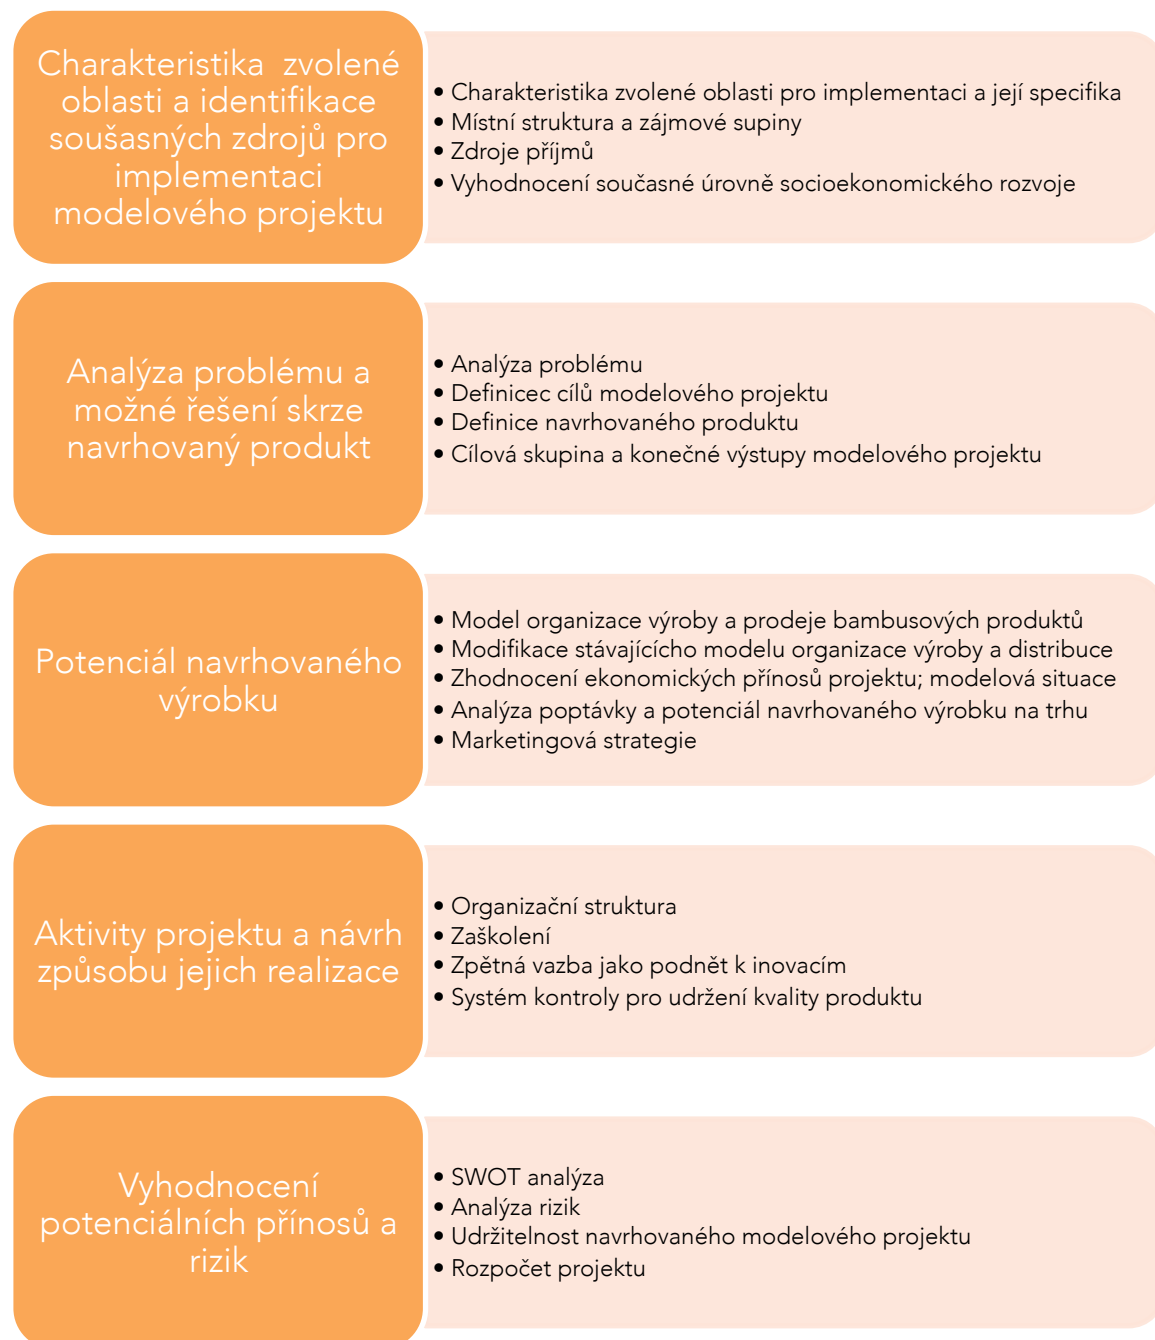 Charakteristika zvolené
oblasti a identifikace
soušasných zdrojů pro
implementaci
modelového projektu
• Charakteristika zvolené oblasti pro implementaci a její specifika
• Místní struktura a zájmové supiny
• Zdroje příjmů
• Vyhodnocení současné úrovně socioekonomického rozvoje
Analýza problému a
možné řešení skrze
navrhovaný produkt
• Analýza problému
• Definicec cílů modelového projektu
• Definice navrhovaného produktu
• Cílová skupina a konečné výstupy modelového projektu
Potenciál navrhovaného
výrobku
• Model organizace výroby a prodeje bambusových produktů
• Modifikace stávajícícho modelu organizace výroby a distribuce
• Zhodnocení ekonomických přínosů projektu; modelová situace
• Analýza poptávky a potenciál navrhovaného výrobku na trhu
• Marketingová strategie
Aktivity projektu a návrh
způsobu jejich realizace
• Organizační struktura
• Zaškolení
• Zpětná vazba jako podnět k inovacím
• Systém kontroly pro udržení kvality produktu
Vyhodnocení
potenciálních přínosů a
rizik
• SWOT analýza
• Analýza rizik
• Udržitelnost navrhovaného modelového projektu
• Rozpočet projektu